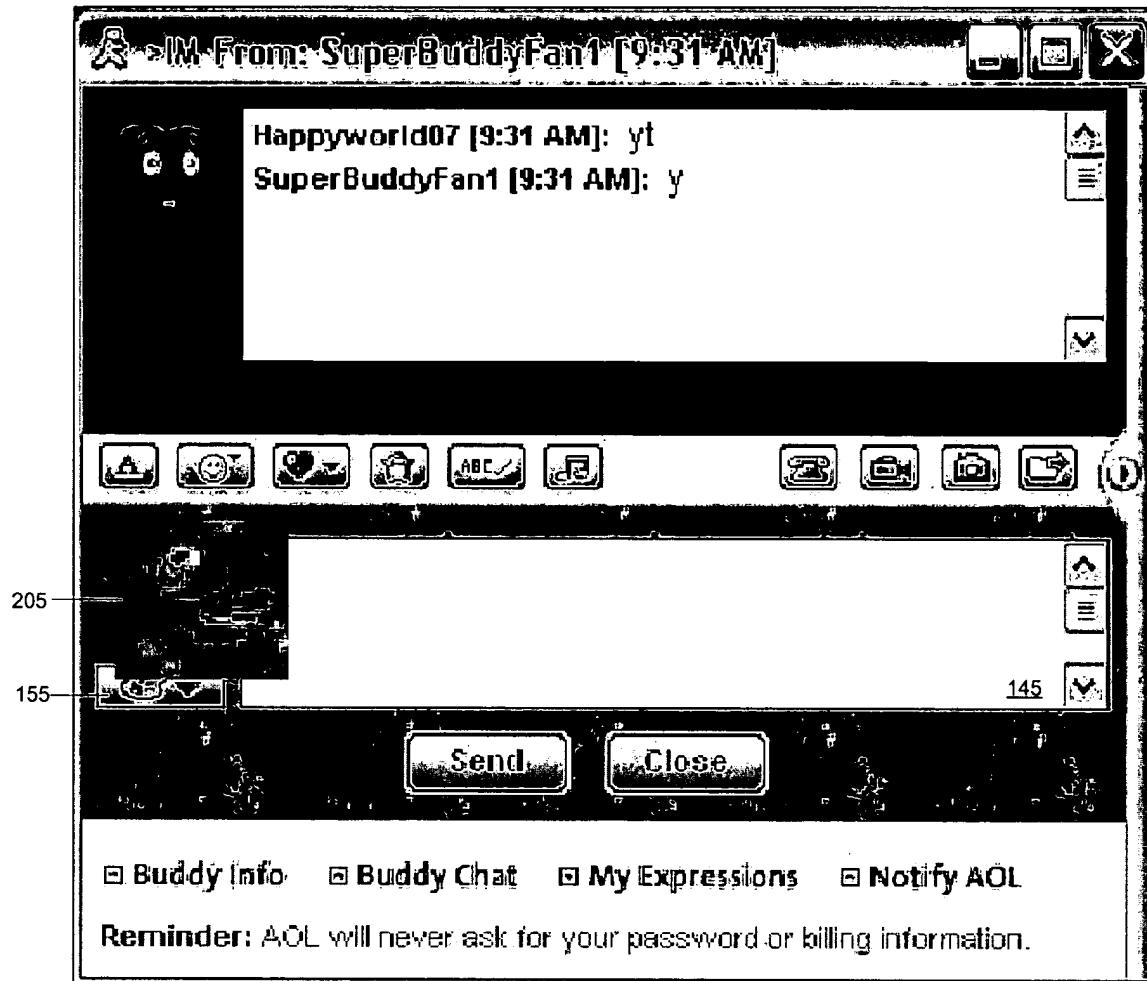 IM From: SuperBuddyFan1 [9:31 AM]
Happyworld07 [9:31 AM]: yt
SuperBuddyFan1 [9:31 AM]: y
ABC
205
155
145
Send Close
Buddy Info Buddy Chat My Expressions Notify AOL
Reminder: AOL will never ask for your password or billing information.